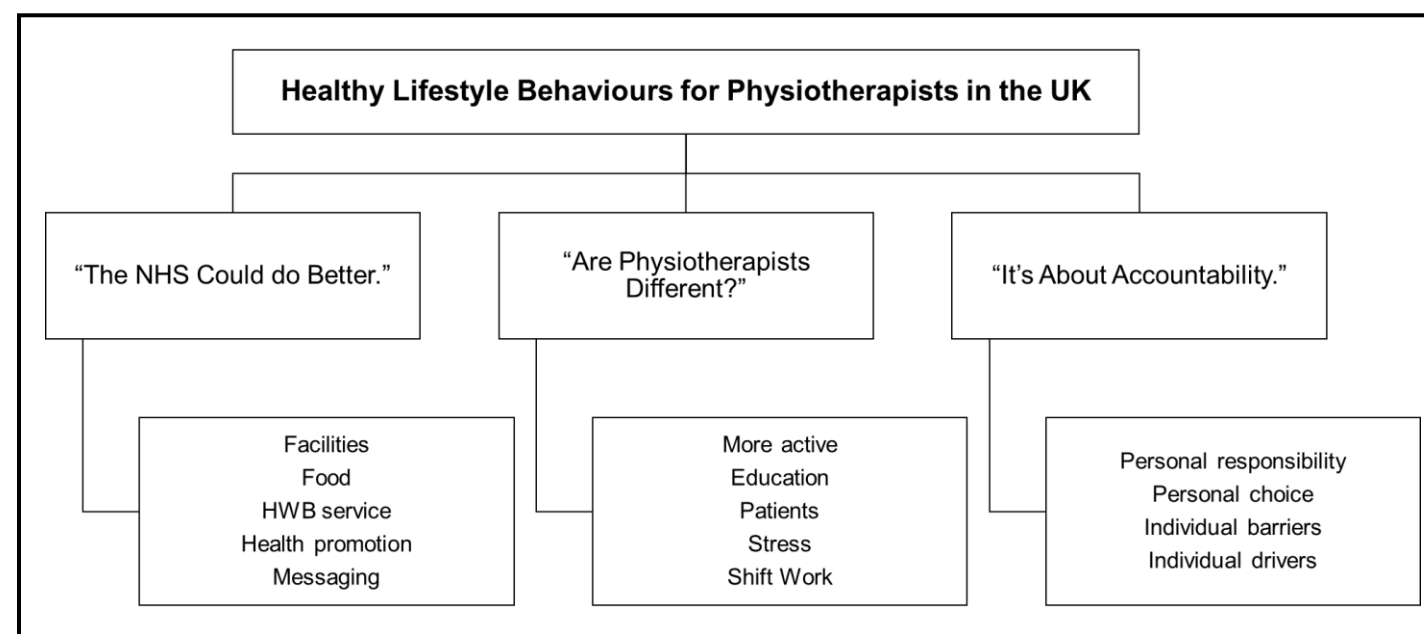 Healthy Lifestyle Behaviours for Physiotherapists in the UK
“The NHS Could do Better.”
“Are Physiotherapists
Different?”
“It’s About Accountability.”
Facilities
Food
HWB service
Health promotion
Messaging
More active
Education
Patients
Stress
Shift Work
Personal responsibility
Personal choice
Individual barriers
Individual drivers